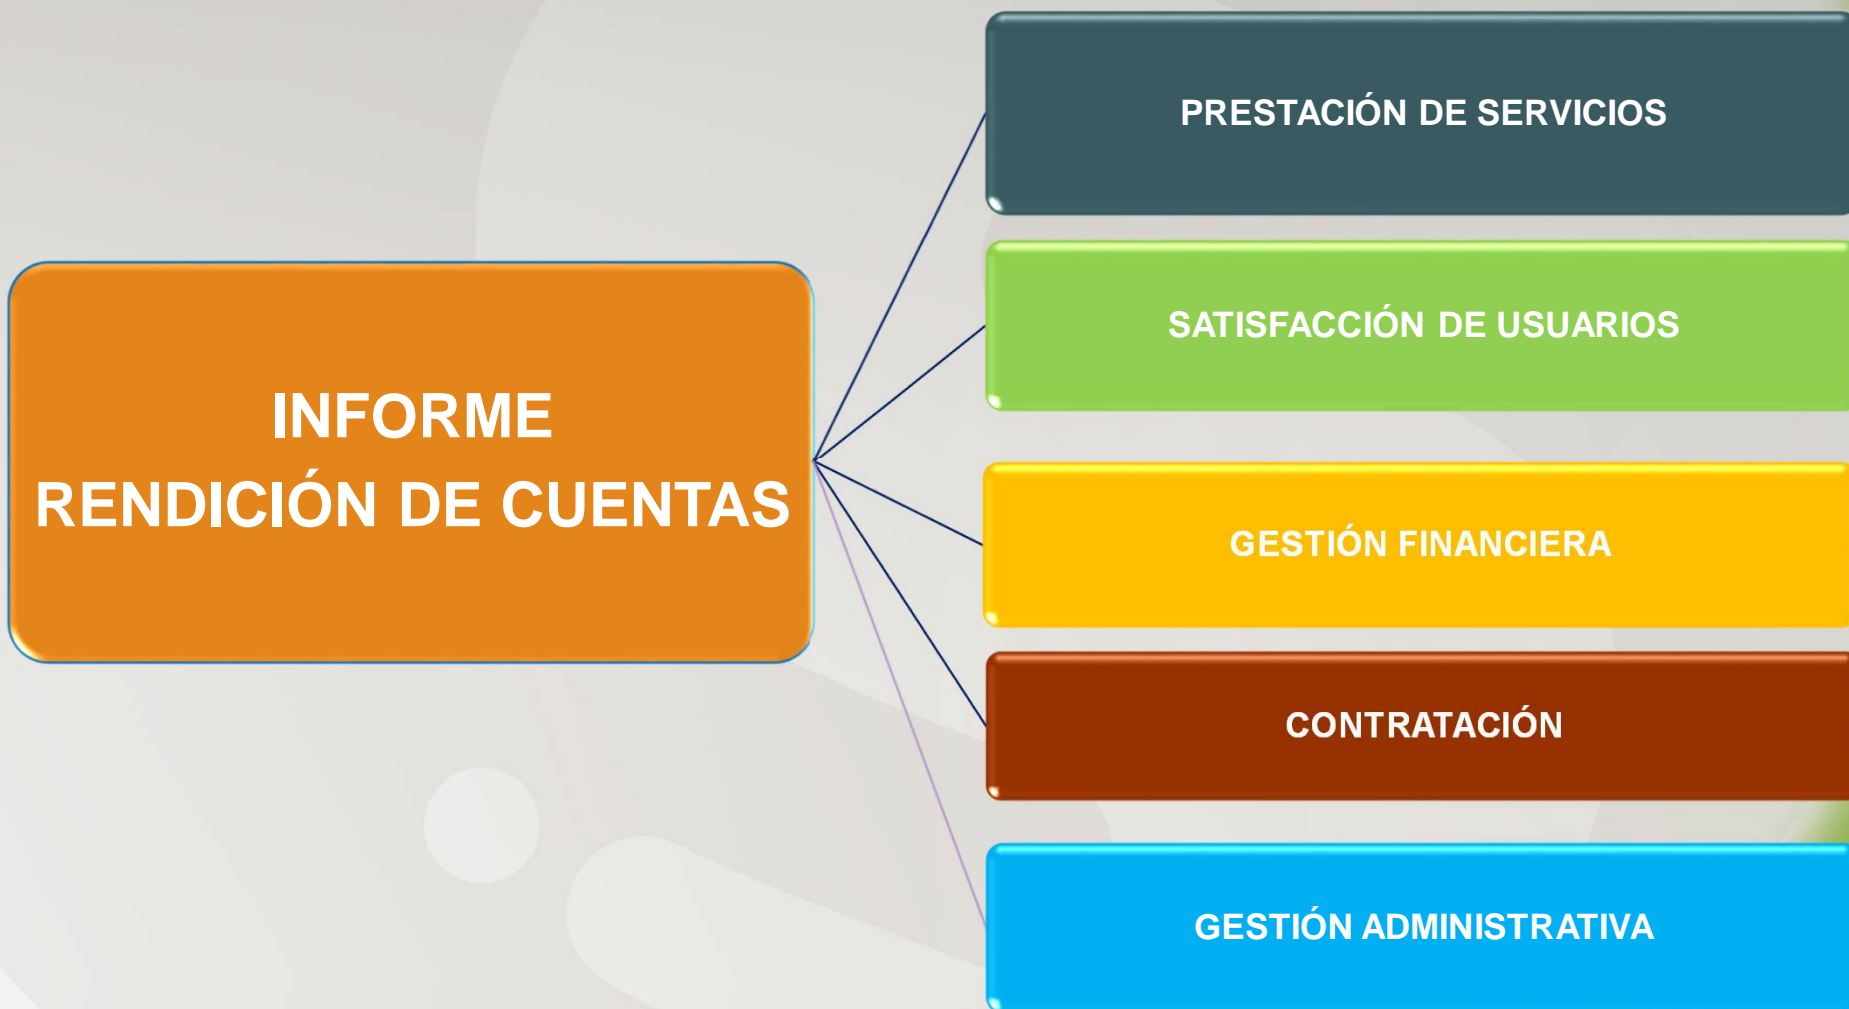 INFORME
RENDICIÓN DE CUENTAS
PRESTACIÓN DE SERVICIOS
SATISFACCIÓN DE USUARIOS
GESTIÓN FINANCIERA
CONTRATACIÓN
GESTIÓN ADMINISTRATIVA